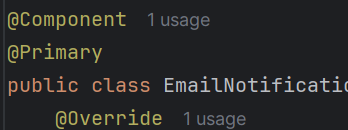 @Component 1 usage
@Primary
public class EmailNotificatio
@Override 1 usage